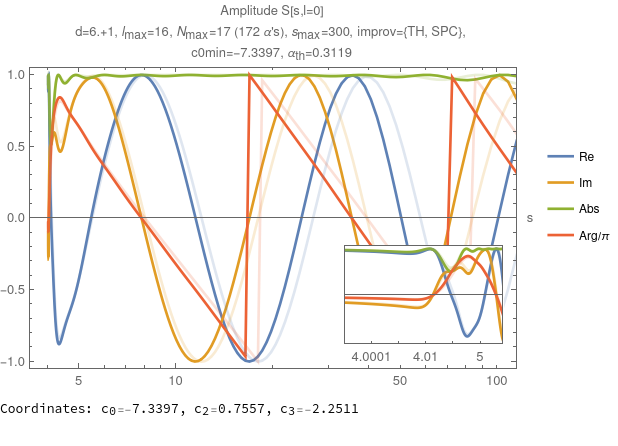 Amplitude S[s,l=0]
d=6.+1, lmax=16, Nmax=17 (172 α's), smax=300, improv={TH, SPC},
c0min=−7.3397, αth=0.3119
1.0
0.5
0.0
−0.5
−1.0
5
10
50
100
s
4.0001
4.01
5
Re
Im
Abs
Arg/π
Coordinates: c0=−7.3397, c2=0.7557, c3=−2.2511